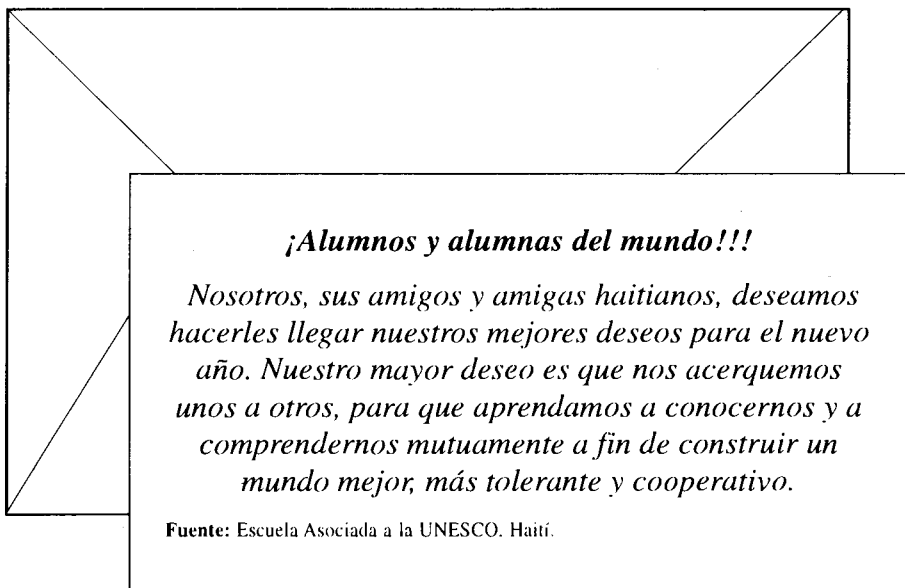 ¡Alumnos y alumnas del mundo!!!
Nosotros, sus amigos y amigas haitianos, deseamos
hacerles llegar nuestros mejores deseos para el nuevo
año. Nuestro mayor deseo es que nos acerquemos
unos a otros, para que aprendamos a conocernos y a
comprendernos mutuamente a fin de construir un
mundo mejor, más tolerante y cooperativo.
Fuente: Escuela Asociada a la UNESCO. Haití.